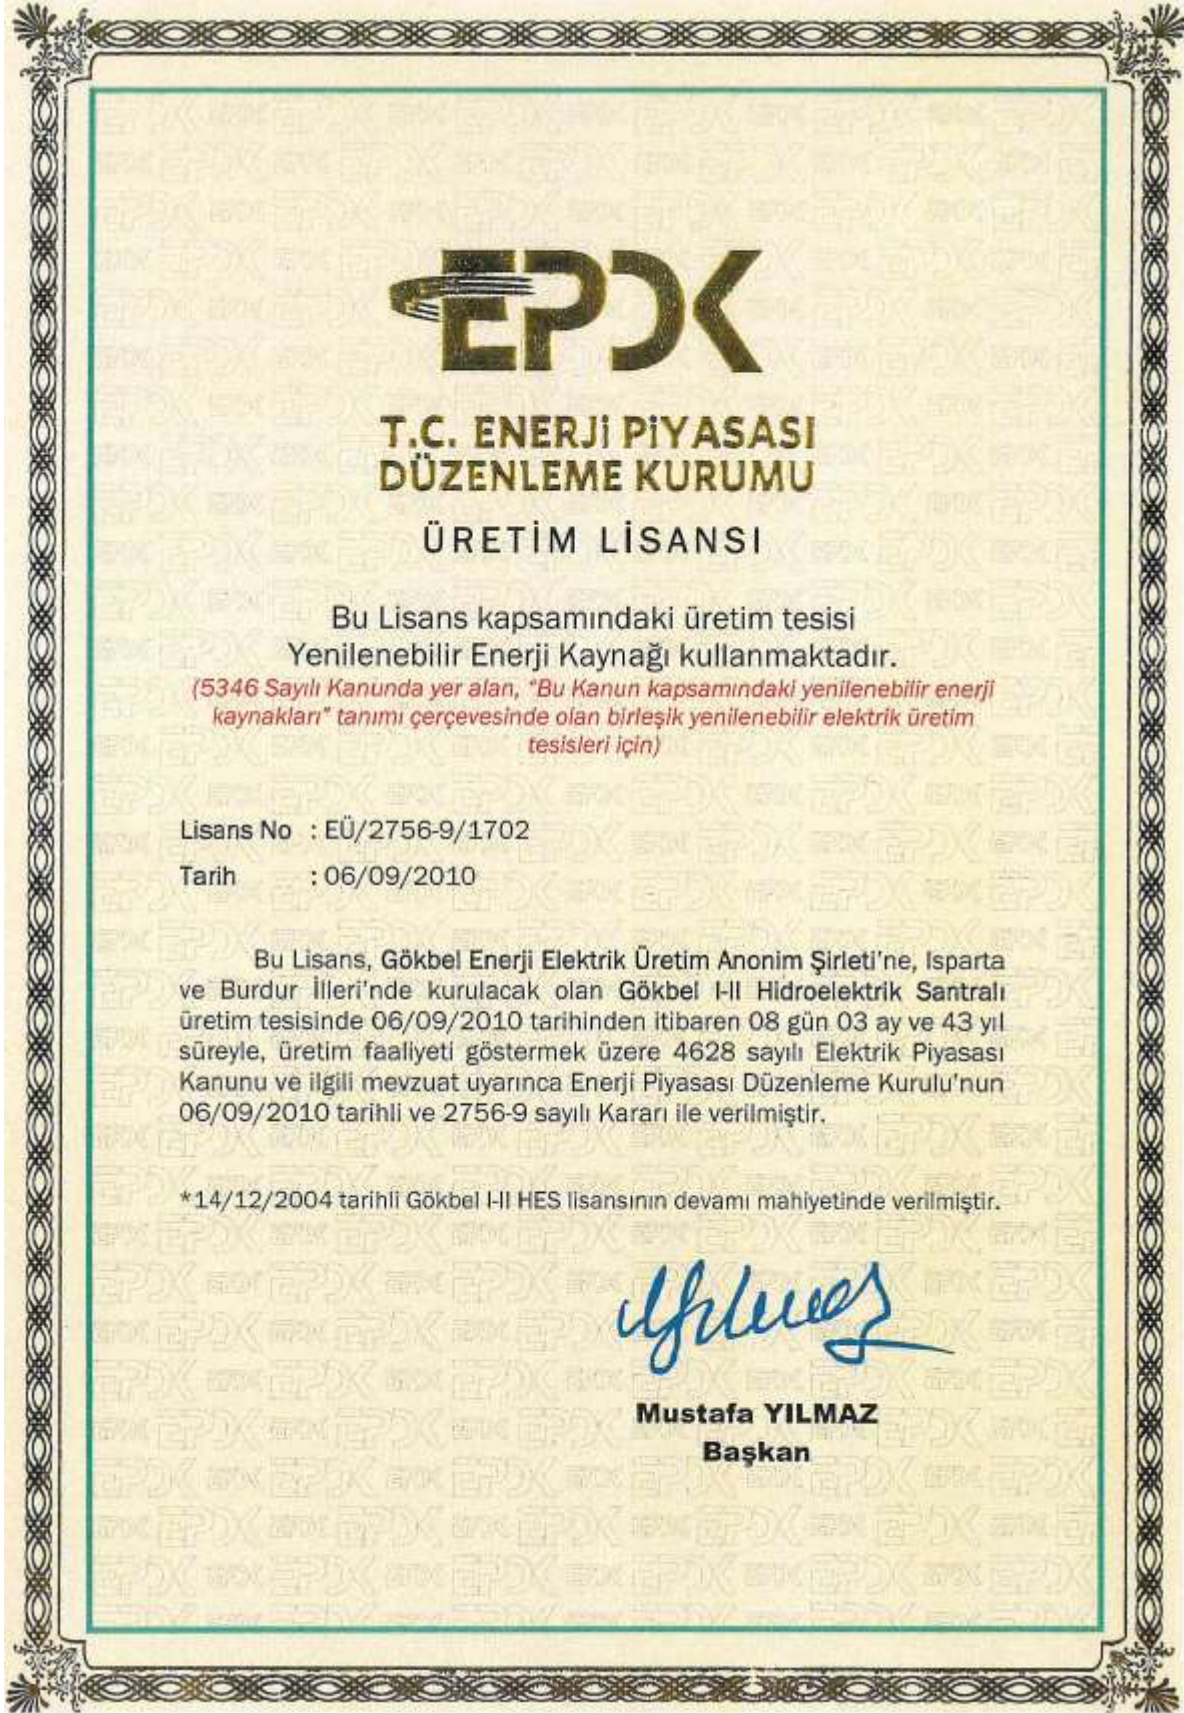 EPDK
T.C. ENERJİ PİYASASI
DÜZENLEME KURUMU
ÜRETİM LİSANSI
Bu Lisans kapsamındaki üretim tesisi
Yenilenebilir Enerji Kaynağı kullanmaktadır.
(5346 Sayılı Kanunda yer alan, "Bu Kanun kapsamındaki yenilenebilir enerji
kaynakları" tanımı çerçevesinde olan birleşik yenilenebilir elektrik üretim
tesisleri için)
Lisans No : EÜ/2756-9/1702
Tarih : 06/09/2010
Bu Lisans, Gökbel Enerji Elektrik Üretim Anonim Şirleti'ne, Isparta
ve Burdur İlleri'nde kurulacak olan Gökbel I-II Hidroelektrik Santralı
üretim tesisinde 06/09/2010 tarihinden itibaren 08 gün 03 ay ve 43 yıl
süreyle, üretim faaliyeti göstermek üzere 4628 sayılı Elektrik Piyasası
Kanunu ve ilgili mevzuat uyarınca Enerji Piyasası Düzenleme Kurulu'nun
06/09/2010 tarihli ve 2756-9 sayılı Kararı ile verilmiştir.
*14/12/2004 tarihli Gökbel I-II HES lisansının devamı mahiyetinde verilmiştir.
Mustafa YILMAZ
Başkan